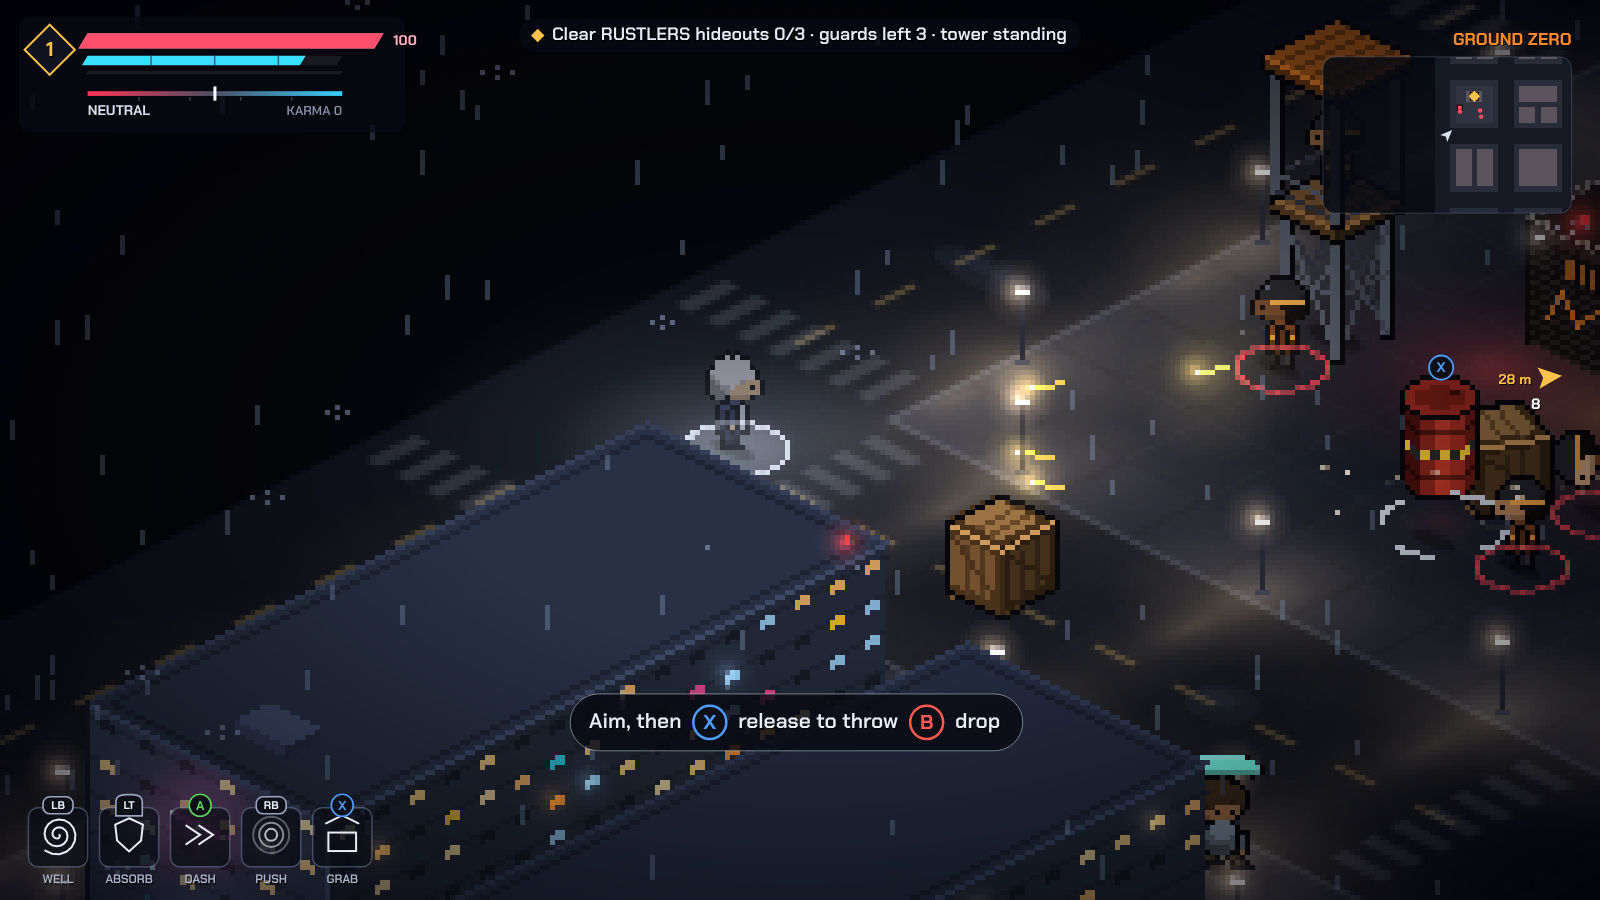 1
100
NEUTRAL
KARMA 0
Clear RUSTLERS hideouts 0/3 · guards left 3 · tower standing
GROUND ZERO
X
28 m
8
Aim, then X release to throw B drop
LB
LT
A
RB
X
WELL
ABSORB
DASH
PUSH
GRAB